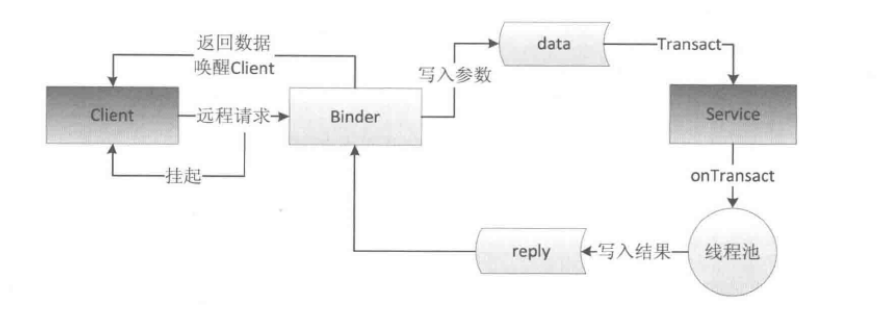 返回数据
唤醒Client
data
Transact
写入参数
Client
远程请求
Binder
Service
挂起
onTransact
reply
写入结果
线程池